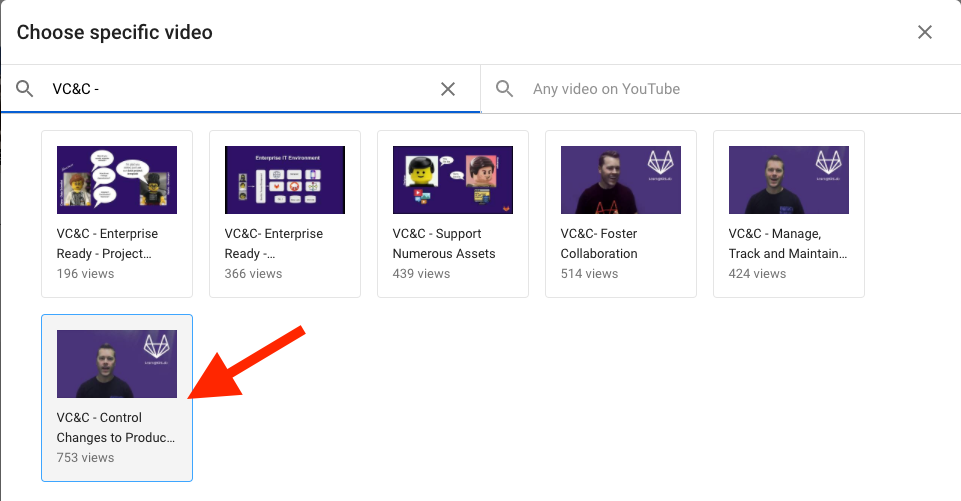 Choose specific video
VC&C -
Any video on YouTube
Enterprise IT Environment
VC&C - Enterprise
Ready - Project...
196 views
VC&C- Enterprise
Ready -...
366 views
VC&C - Support
Numerous Assets
439 views
VC&C- Foster
Collaboration
514 views
VC&C - Manage,
Track and Maintain...
424 views
VC&C - Control
Changes to Produc...
753 views